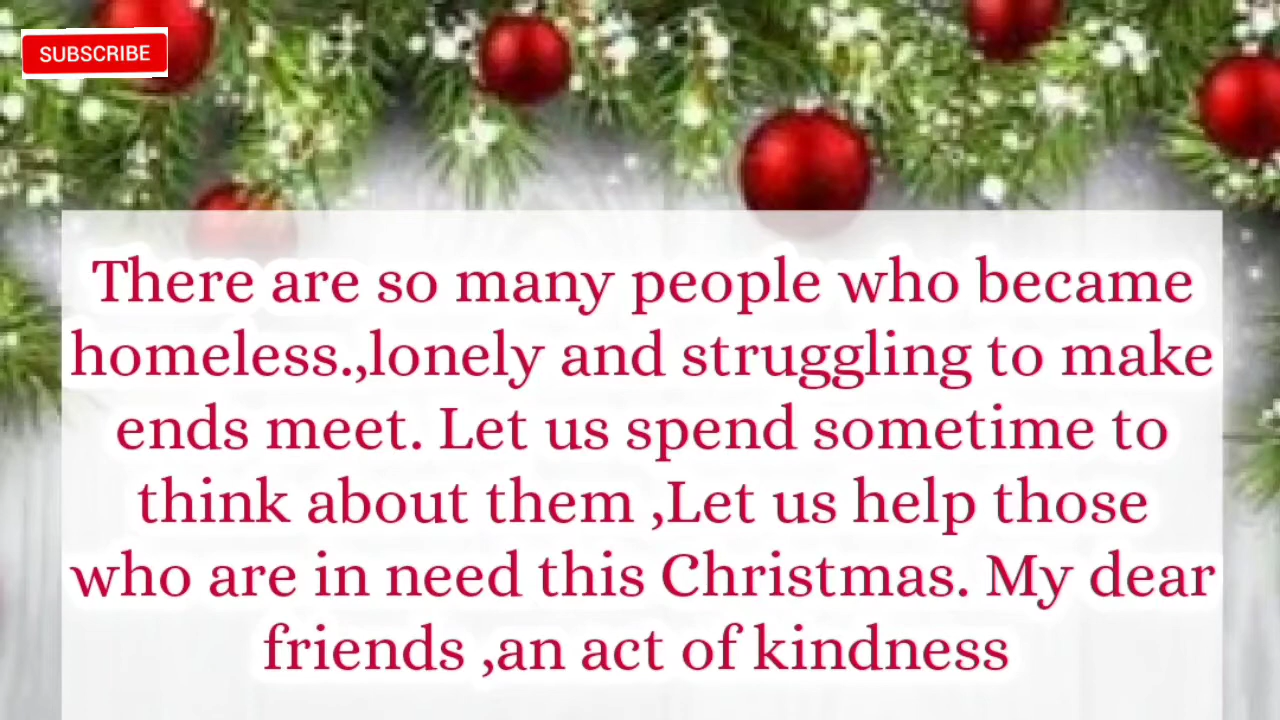 SUBSCRIBE
There are so many people who became
homeless.,lonely and struggling to make
ends meet. Let us spend sometime to
think about them ,Let us help those
who are in need this Christmas. My dear
friends ,an act of kindness